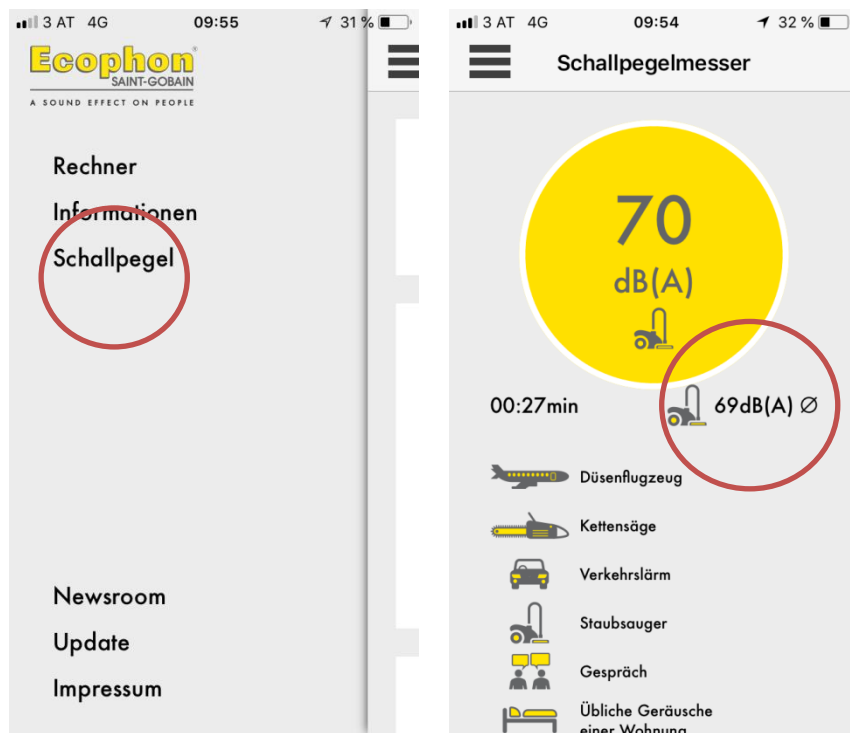 3 AT 4G 09:55 31 %
Ecophon®
SAINT-GOBAIN
A SOUND EFFECT ON PEOPLE
Rechner
Informationen
Schallpegel
Newsroom
Update
Impressum
3 AT 4G 09:54 32 %
Schallpegelmesser
70
dB(A)
00:27min 69dB(A) Ø
Düsenflugzeug
Kettensäge
Verkehrslärm
Staubsauger
Gespräch
Übliche Geräusche
einer Wohnung